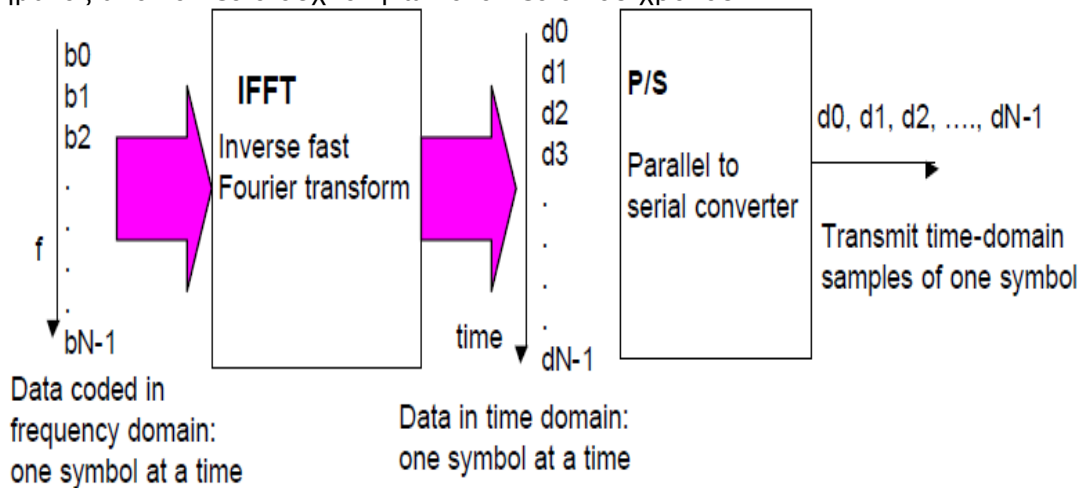 b0
b1
b2
.
.
.
.
bN-1
f
Data coded in
frequency domain:
one symbol at a time
IFFT
Inverse fast
Fourier transform
d0
d1
d2
d3
.
.
.
.
dN-1
time
Data in time domain:
one symbol at a time
P/S
Parallel to
serial converter
d0, d1, d2, ...., dN-1
Transmit time-domain
samples of one symbol